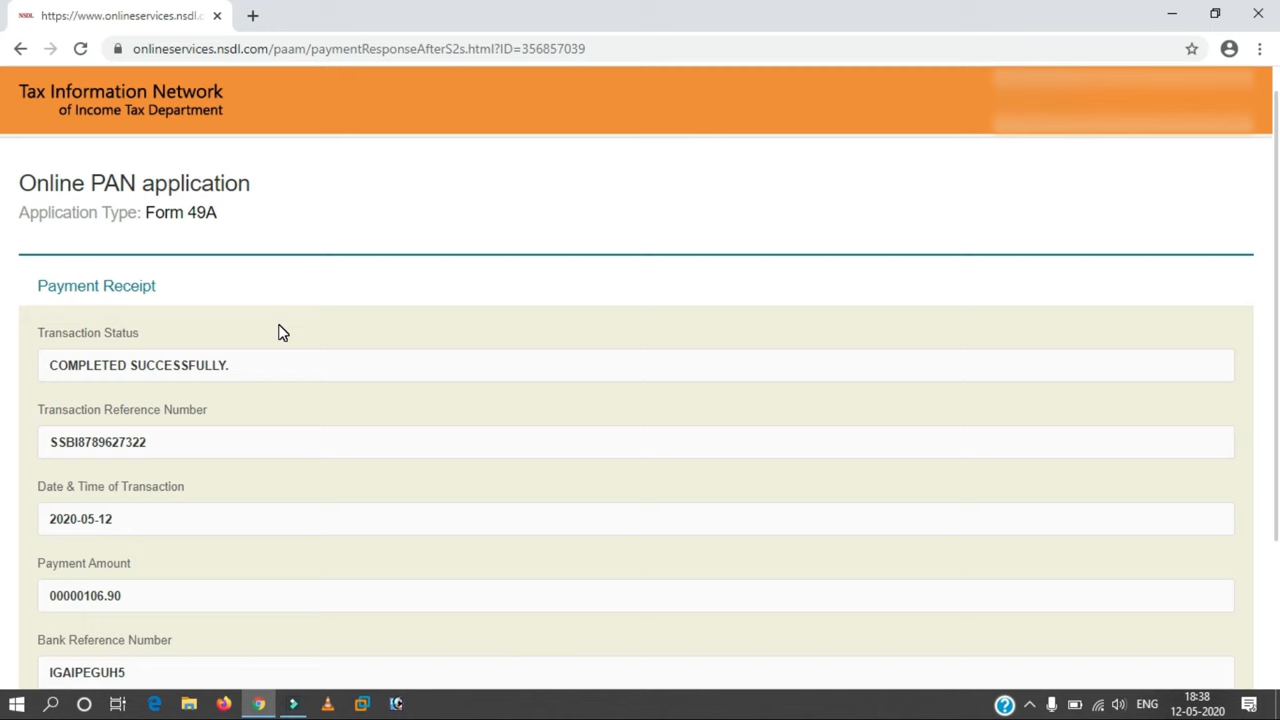 NSDL https://www.onlineservices.nsdl.c
onlineservices.nsdl.com/paam/paymentResponseAfterS2s.html?ID=356857039
Tax Information Network
of Income Tax Department
Online PAN application
Application Type: Form 49A
Payment Receipt
Transaction Status
COMPLETED SUCCESSFULLY.
Transaction Reference Number
SSBI8789627322
Date & Time of Transaction
2020-05-12
Payment Amount
00000106.90
Bank Reference Number
IGAIPEGUH5
ENG
18:38
12-05-2020